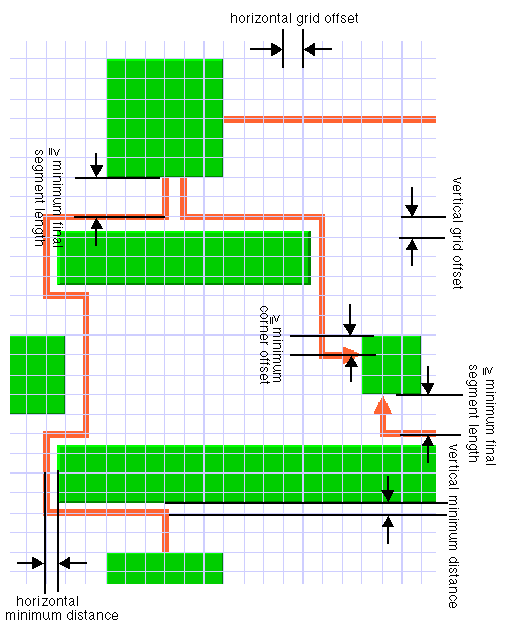 horizontal grid offset
≥ minimum final
segment length
vertical grid offset
≥ minimum
corner offset
≥ minimum final
segment length
vertical minimum distance
horizontal
minimum distance